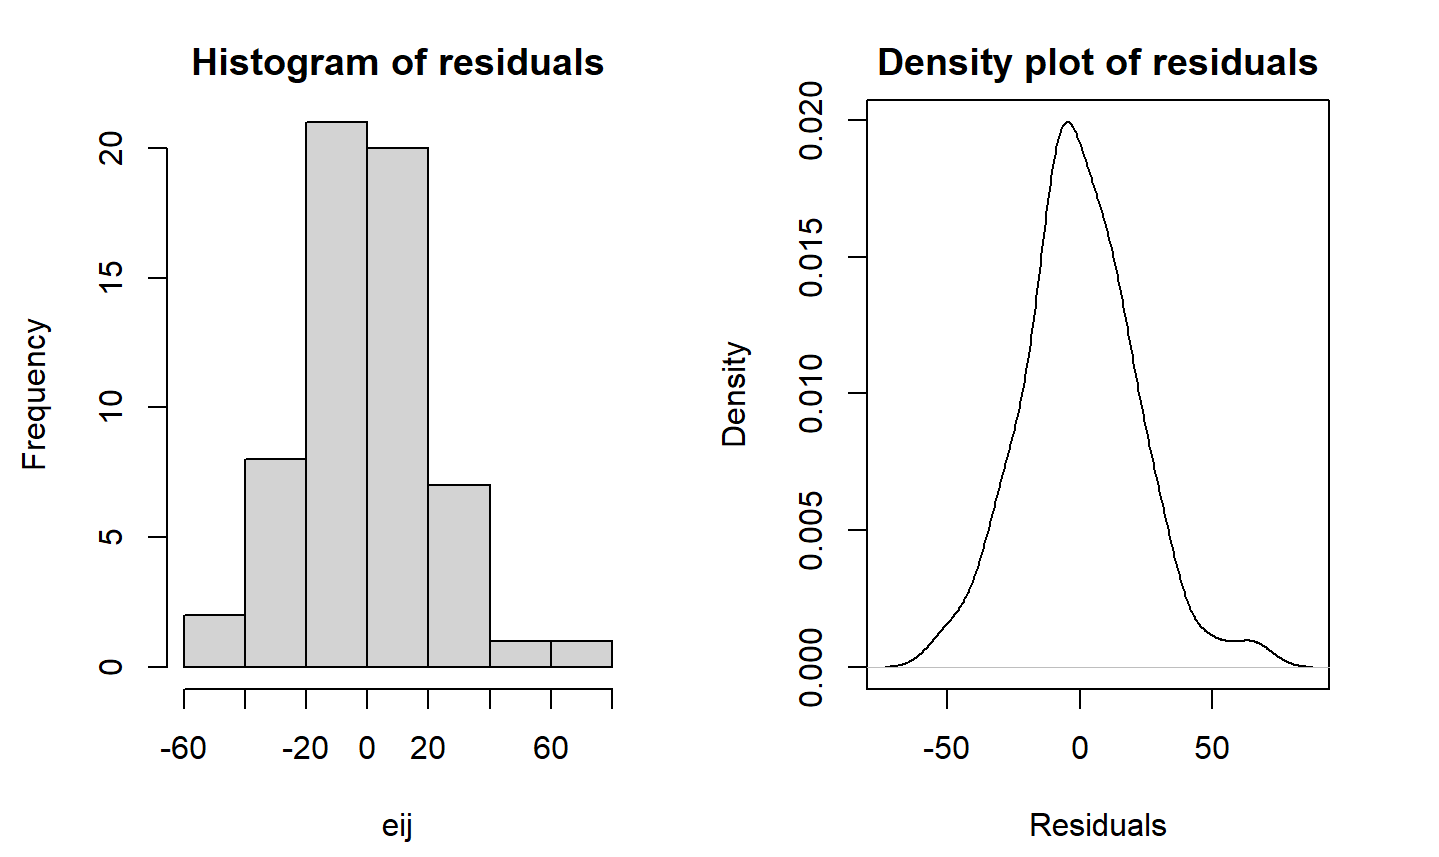 Histogram of residuals
Frequency
20
15
10
5
0
-60 -20 0 20 60
eij
Density plot of residuals
Density
0.020
0.015
0.010
0.005
0.000
-50 0 50
Residuals